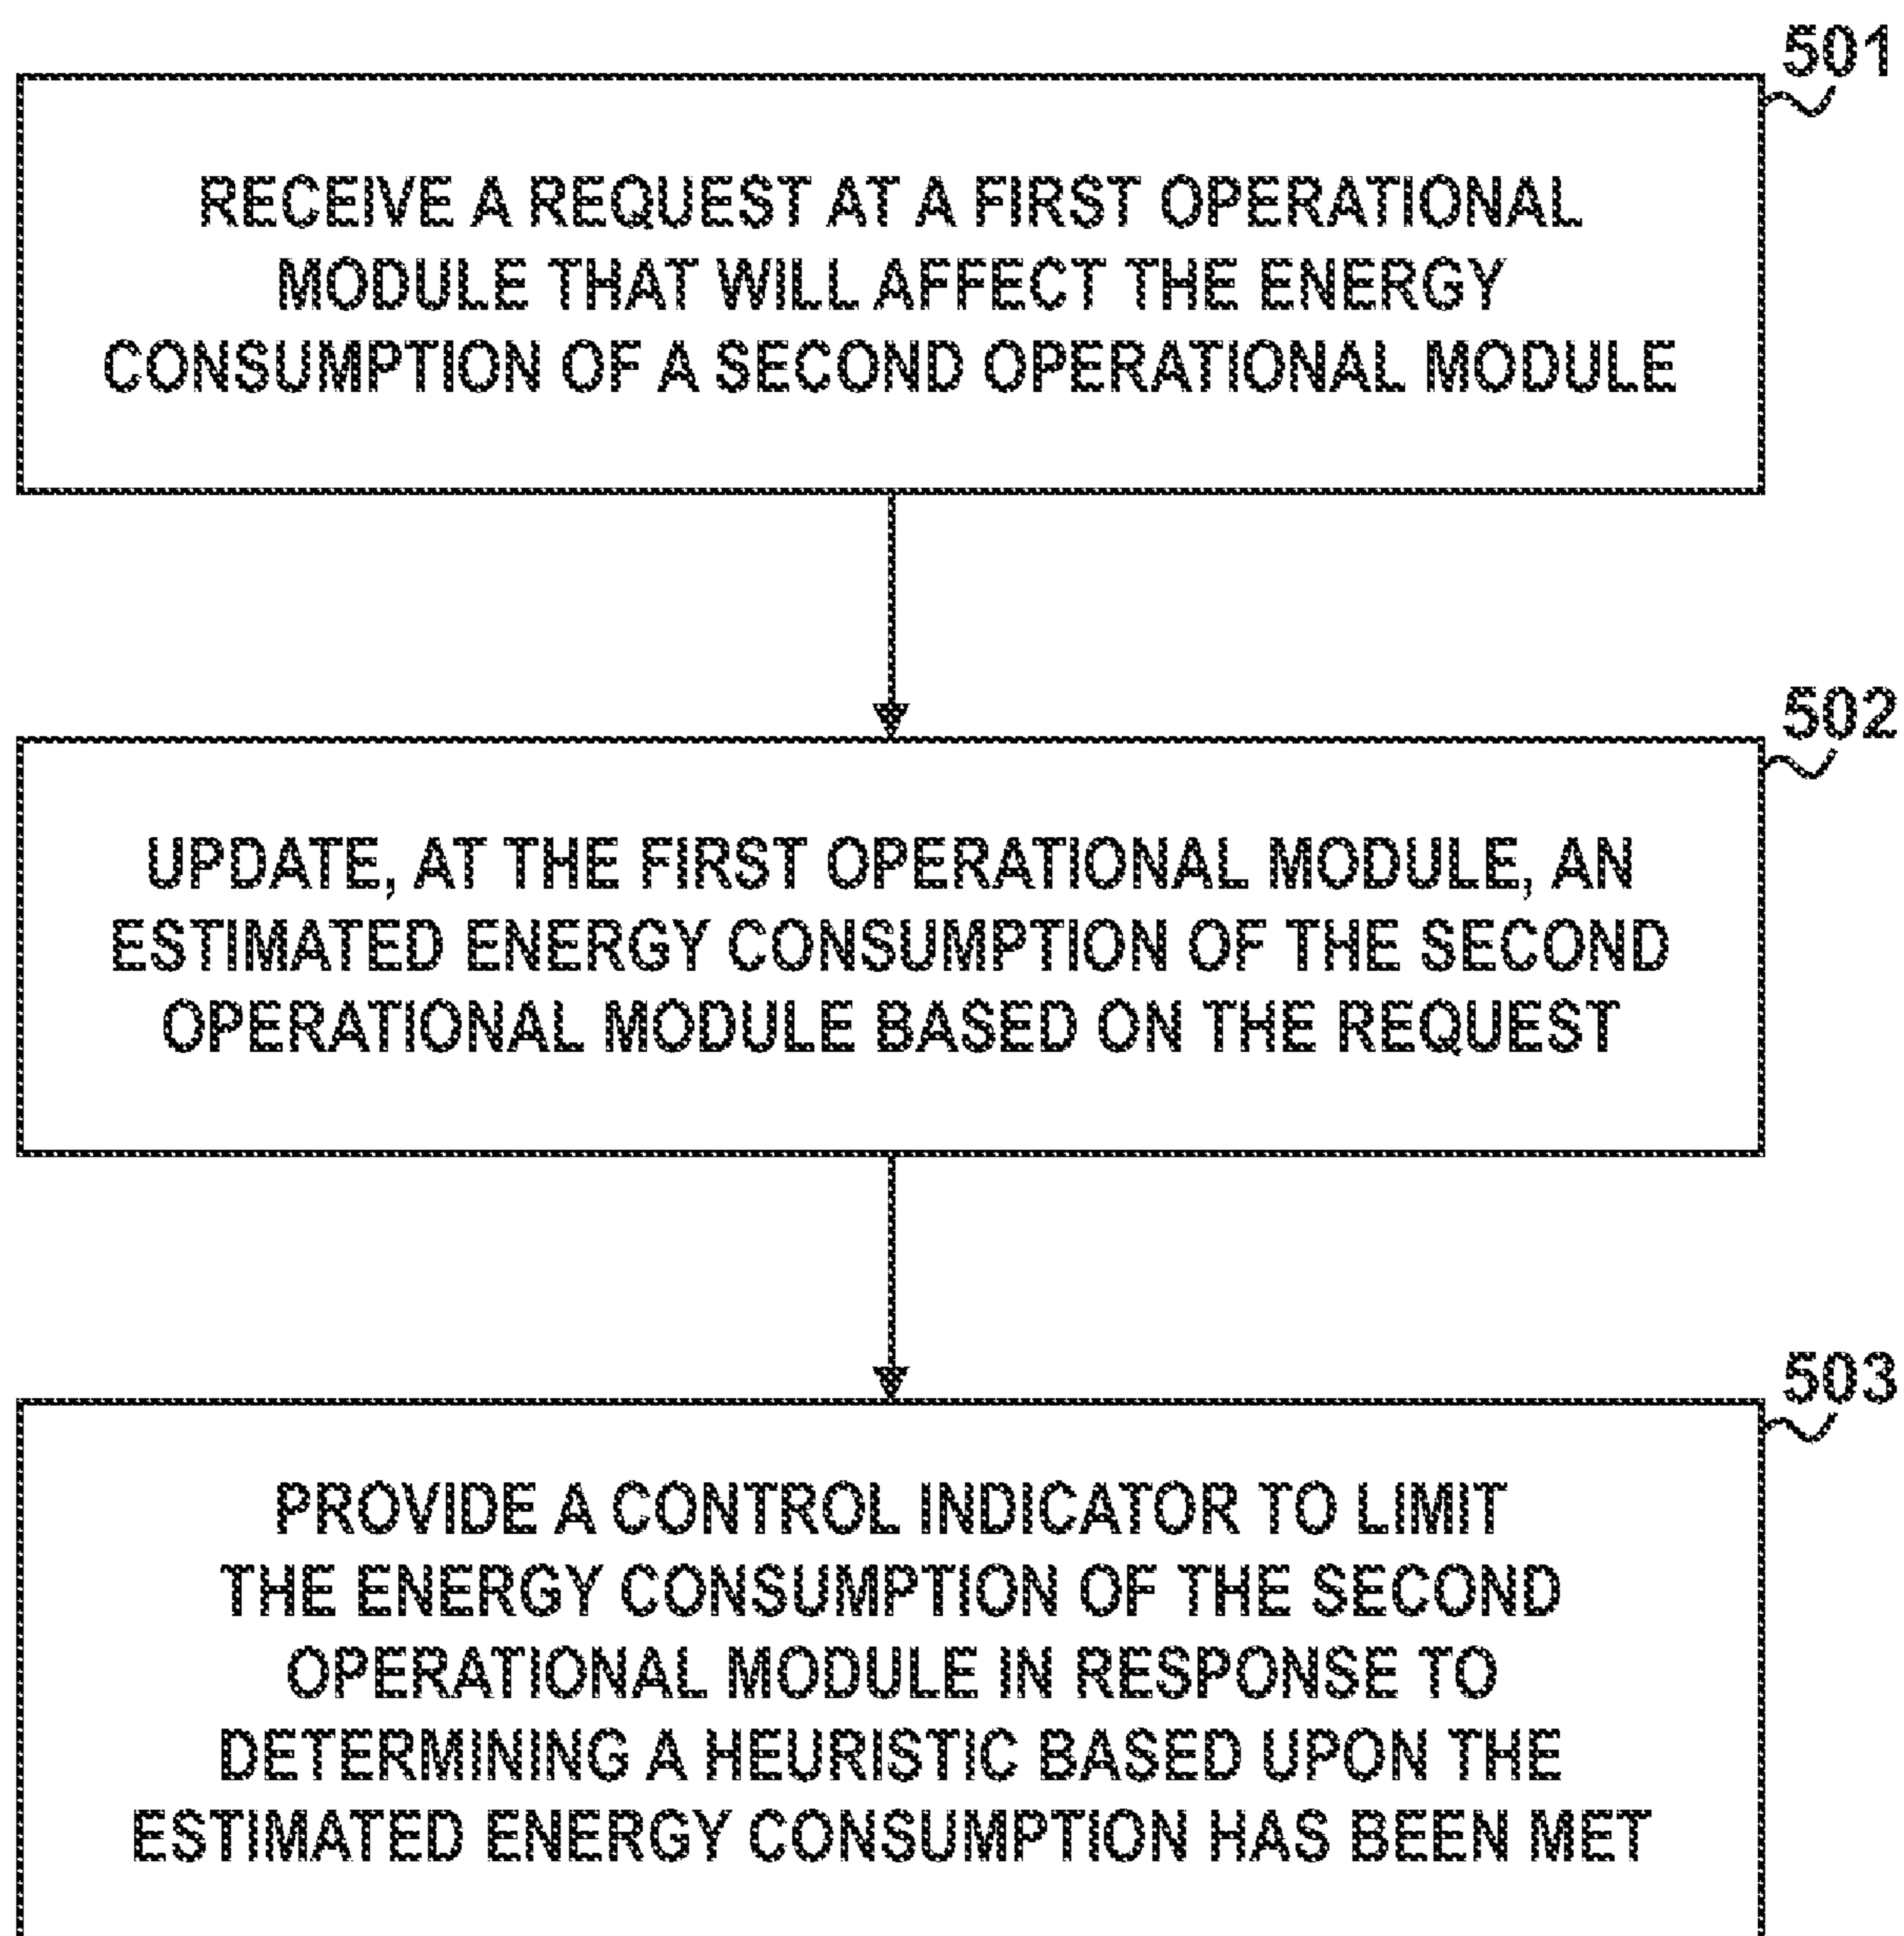 501
RECEIVE A REQUEST AT A FIRST OPERATIONAL
MODULE THAT WILL AFFECT THE ENERGY
CONSUMPTION OF A SECOND OPERATIONAL MODULE
502
UPDATE, AT THE FIRST OPERATIONAL MODULE, AN
ESTIMATED ENERGY CONSUMPTION OF THE SECOND
OPERATIONAL MODULE BASED ON THE REQUEST
503
PROVIDE A CONTROL INDICATOR TO LIMIT
THE ENERGY CONSUMPTION OF THE SECOND
OPERATIONAL MODULE IN RESPONSE TO
DETERMINING A HEURISTIC BASED UPON THE
ESTIMATED ENERGY CONSUMPTION HAS BEEN MET